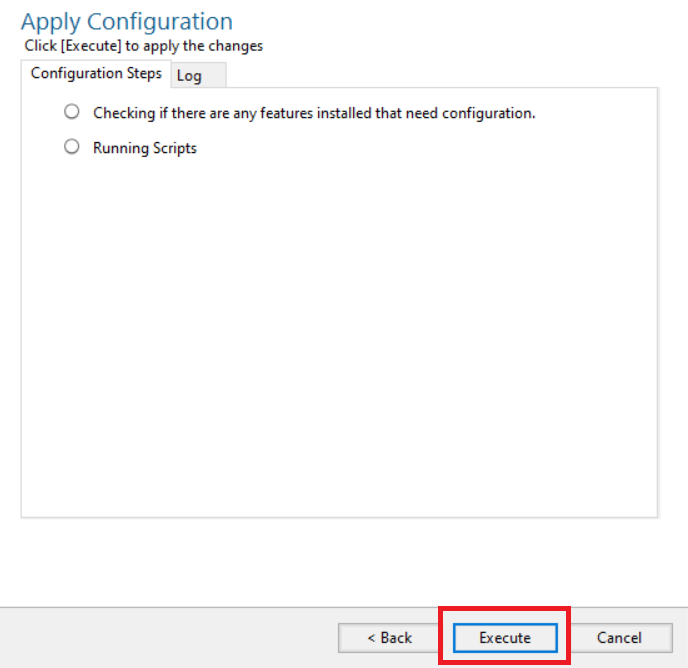 Apply Configuration
Click [Execute] to apply the changes
Configuration Steps Log
Checking if there are any features installed that need configuration.
Running Scripts
< Back Execute Cancel